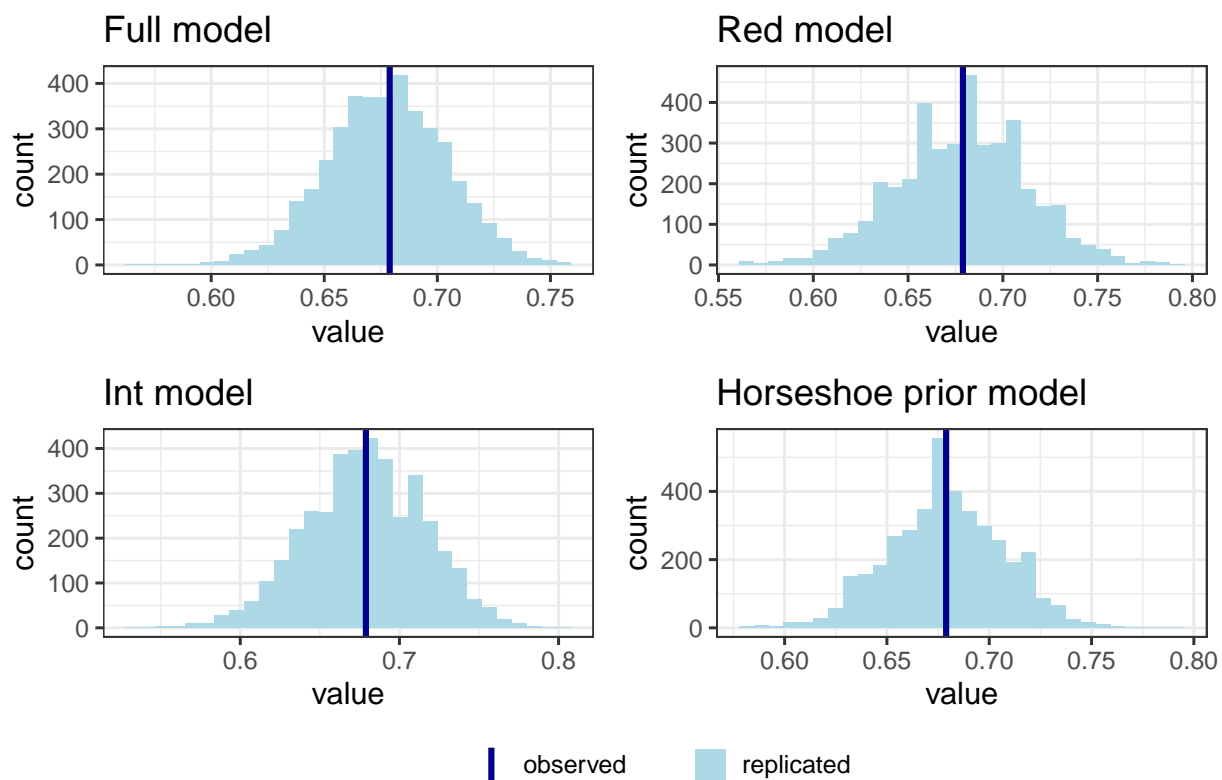 Full model
Red model
400
300
200
100
0
count
0.60 0.65 0.70 0.75
value
400
300
200
100
0
count
0.55 0.60 0.65 0.70 0.75 0.80
value
Int model
Horseshoe prior model
400
300
200
100
0
count
0.6 0.7 0.8
value
400
200
0
count
0.60 0.65 0.70 0.75 0.80
value
observed replicated